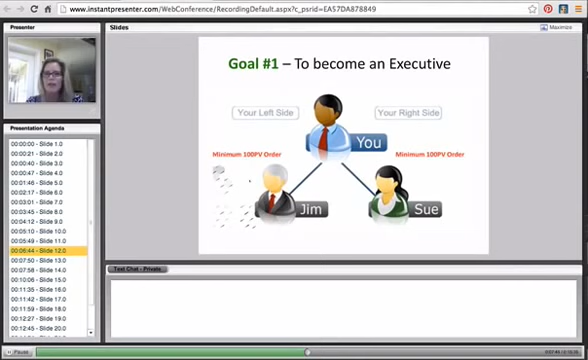 www.instantpresenter.com/WebConference/RecordingDefault.aspx?c_psrid=EA57DA878849
Presenter
Slides
Maximize
Goal #1 – To become an Executive
Your Left Side
Your Right Side
You
Minimum 100PV Order
Minimum 100PV Order
Jim
Sue
Presentation Agenda
00:00:00 - Slide 1.0
00:00:21 - Slide 2.0
00:00:40 - Slide 3.0
00:01:22 - Slide 4.0
00:01:46 - Slide 5.0
00:02:17 - Slide 6.0
00:03:01 - Slide 7.0
00:03:45 - Slide 8.0
00:04:12 - Slide 9.0
00:05:10 - Slide 10.0
00:05:49 - Slide 11.0
00:06:44 - Slide 12.0
00:07:50 - Slide 13.0
00:07:58 - Slide 14.0
00:10:06 - Slide 15.0
00:11:35 - Slide 16.0
00:11:42 - Slide 17.0
00:11:59 - Slide 18.0
00:12:27 - Slide 19.0
00:12:45 - Slide 20.0
Text Chat - Private
Pause